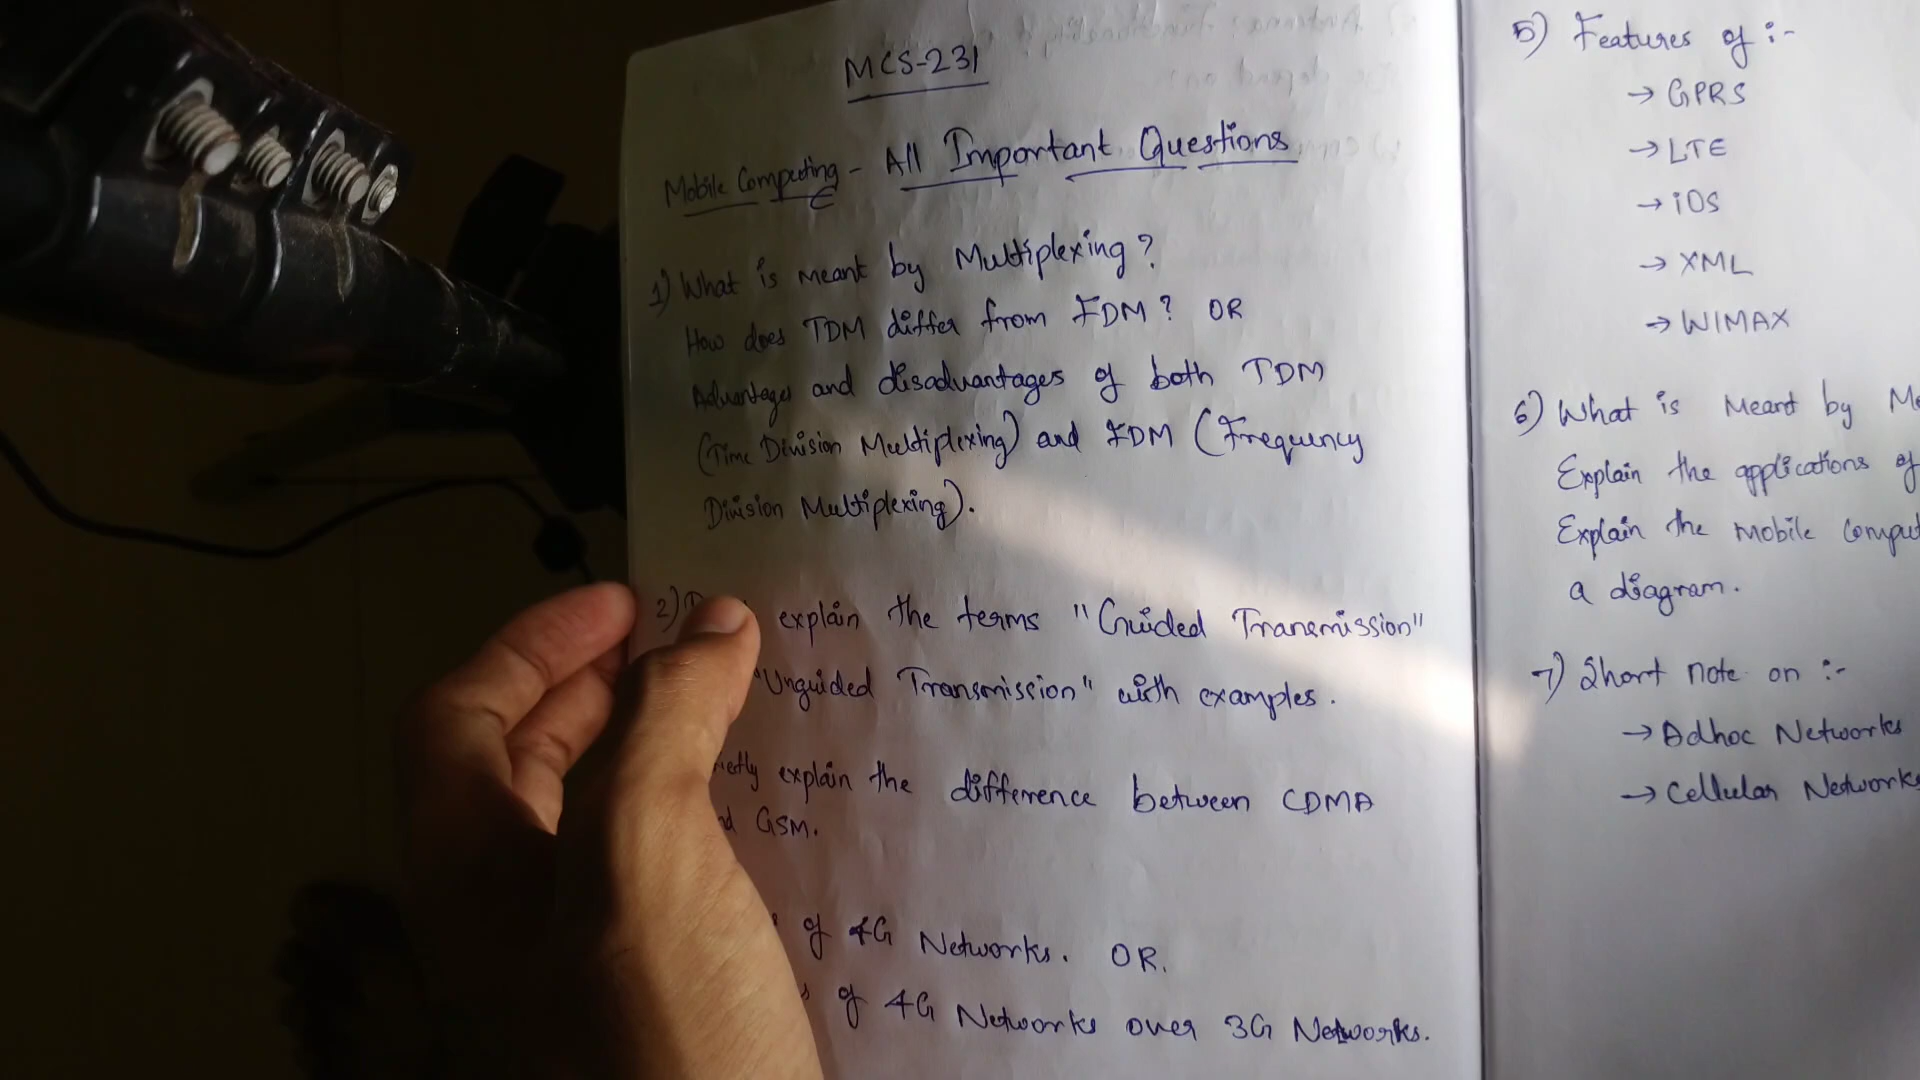 MCS-231
Mobile Computing - All Important Questions
1) What is meant by Multiplexing?
How does TDM differ from FDM? OR
Advantages and disadvantages of both TDM
(Time Division Multiplexing) and FDM (Frequency
Division Multiplexing).
2) explain the terms "Guided Transmission"
"Unguided Transmission" with examples.
explain the difference between CDMA
GSM.
of 4G Networks. OR.
of 4G Networks over 3G Networks.
5) Features of :-
→ GPRS
→ LTE
→ iOS
→ XML
→ WIMAX
6) What is Meant by
Explain the applications of
Explain the mobile
a diagram.
7) Short note on :-
→ Adhoc Networks
→ Cellular Networks